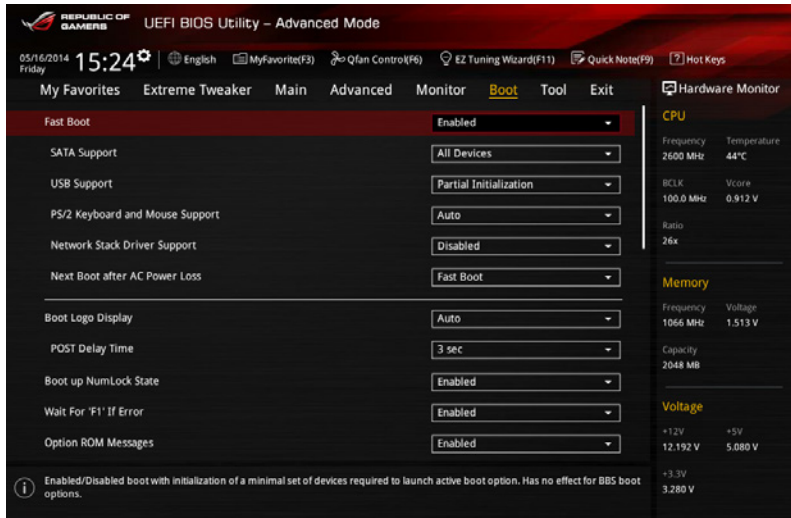 REPUBLIC OF
GAMERS
UEFI BIOS Utility – Advanced Mode
05/16/2014
Friday
15:24
English
MyFavorite(F3)
Qfan Control(F6)
EZ Tuning Wizard(F11)
Quick Note(F9)
? Hot Keys
My Favorites Extreme Tweaker Main Advanced Monitor Boot Tool Exit
Fast Boot Enabled
SATA Support All Devices
USB Support Partial Initialization
PS/2 Keyboard and Mouse Support Auto
Network Stack Driver Support Disabled
Next Boot after AC Power Loss Fast Boot
Boot Logo Display Auto
POST Delay Time 3 sec
Boot up NumLock State Enabled
Wait For 'F1' If Error Enabled
Option ROM Messages Enabled
i
Enabled/Disabled boot with initialization of a minimal set of devices required to launch active boot option. Has no effect for BBS boot
options.
Hardware Monitor
CPU
Frequency Temperature
2600 MHz 44°C
BCLK Vcore
100.0 MHz 0.912 V
Ratio
26x
Memory
Frequency Voltage
1066 MHz 1.513 V
Capacity
2048 MB
Voltage
+12V +5V
12.192 V 5.080 V
+3.3V
3.280 V